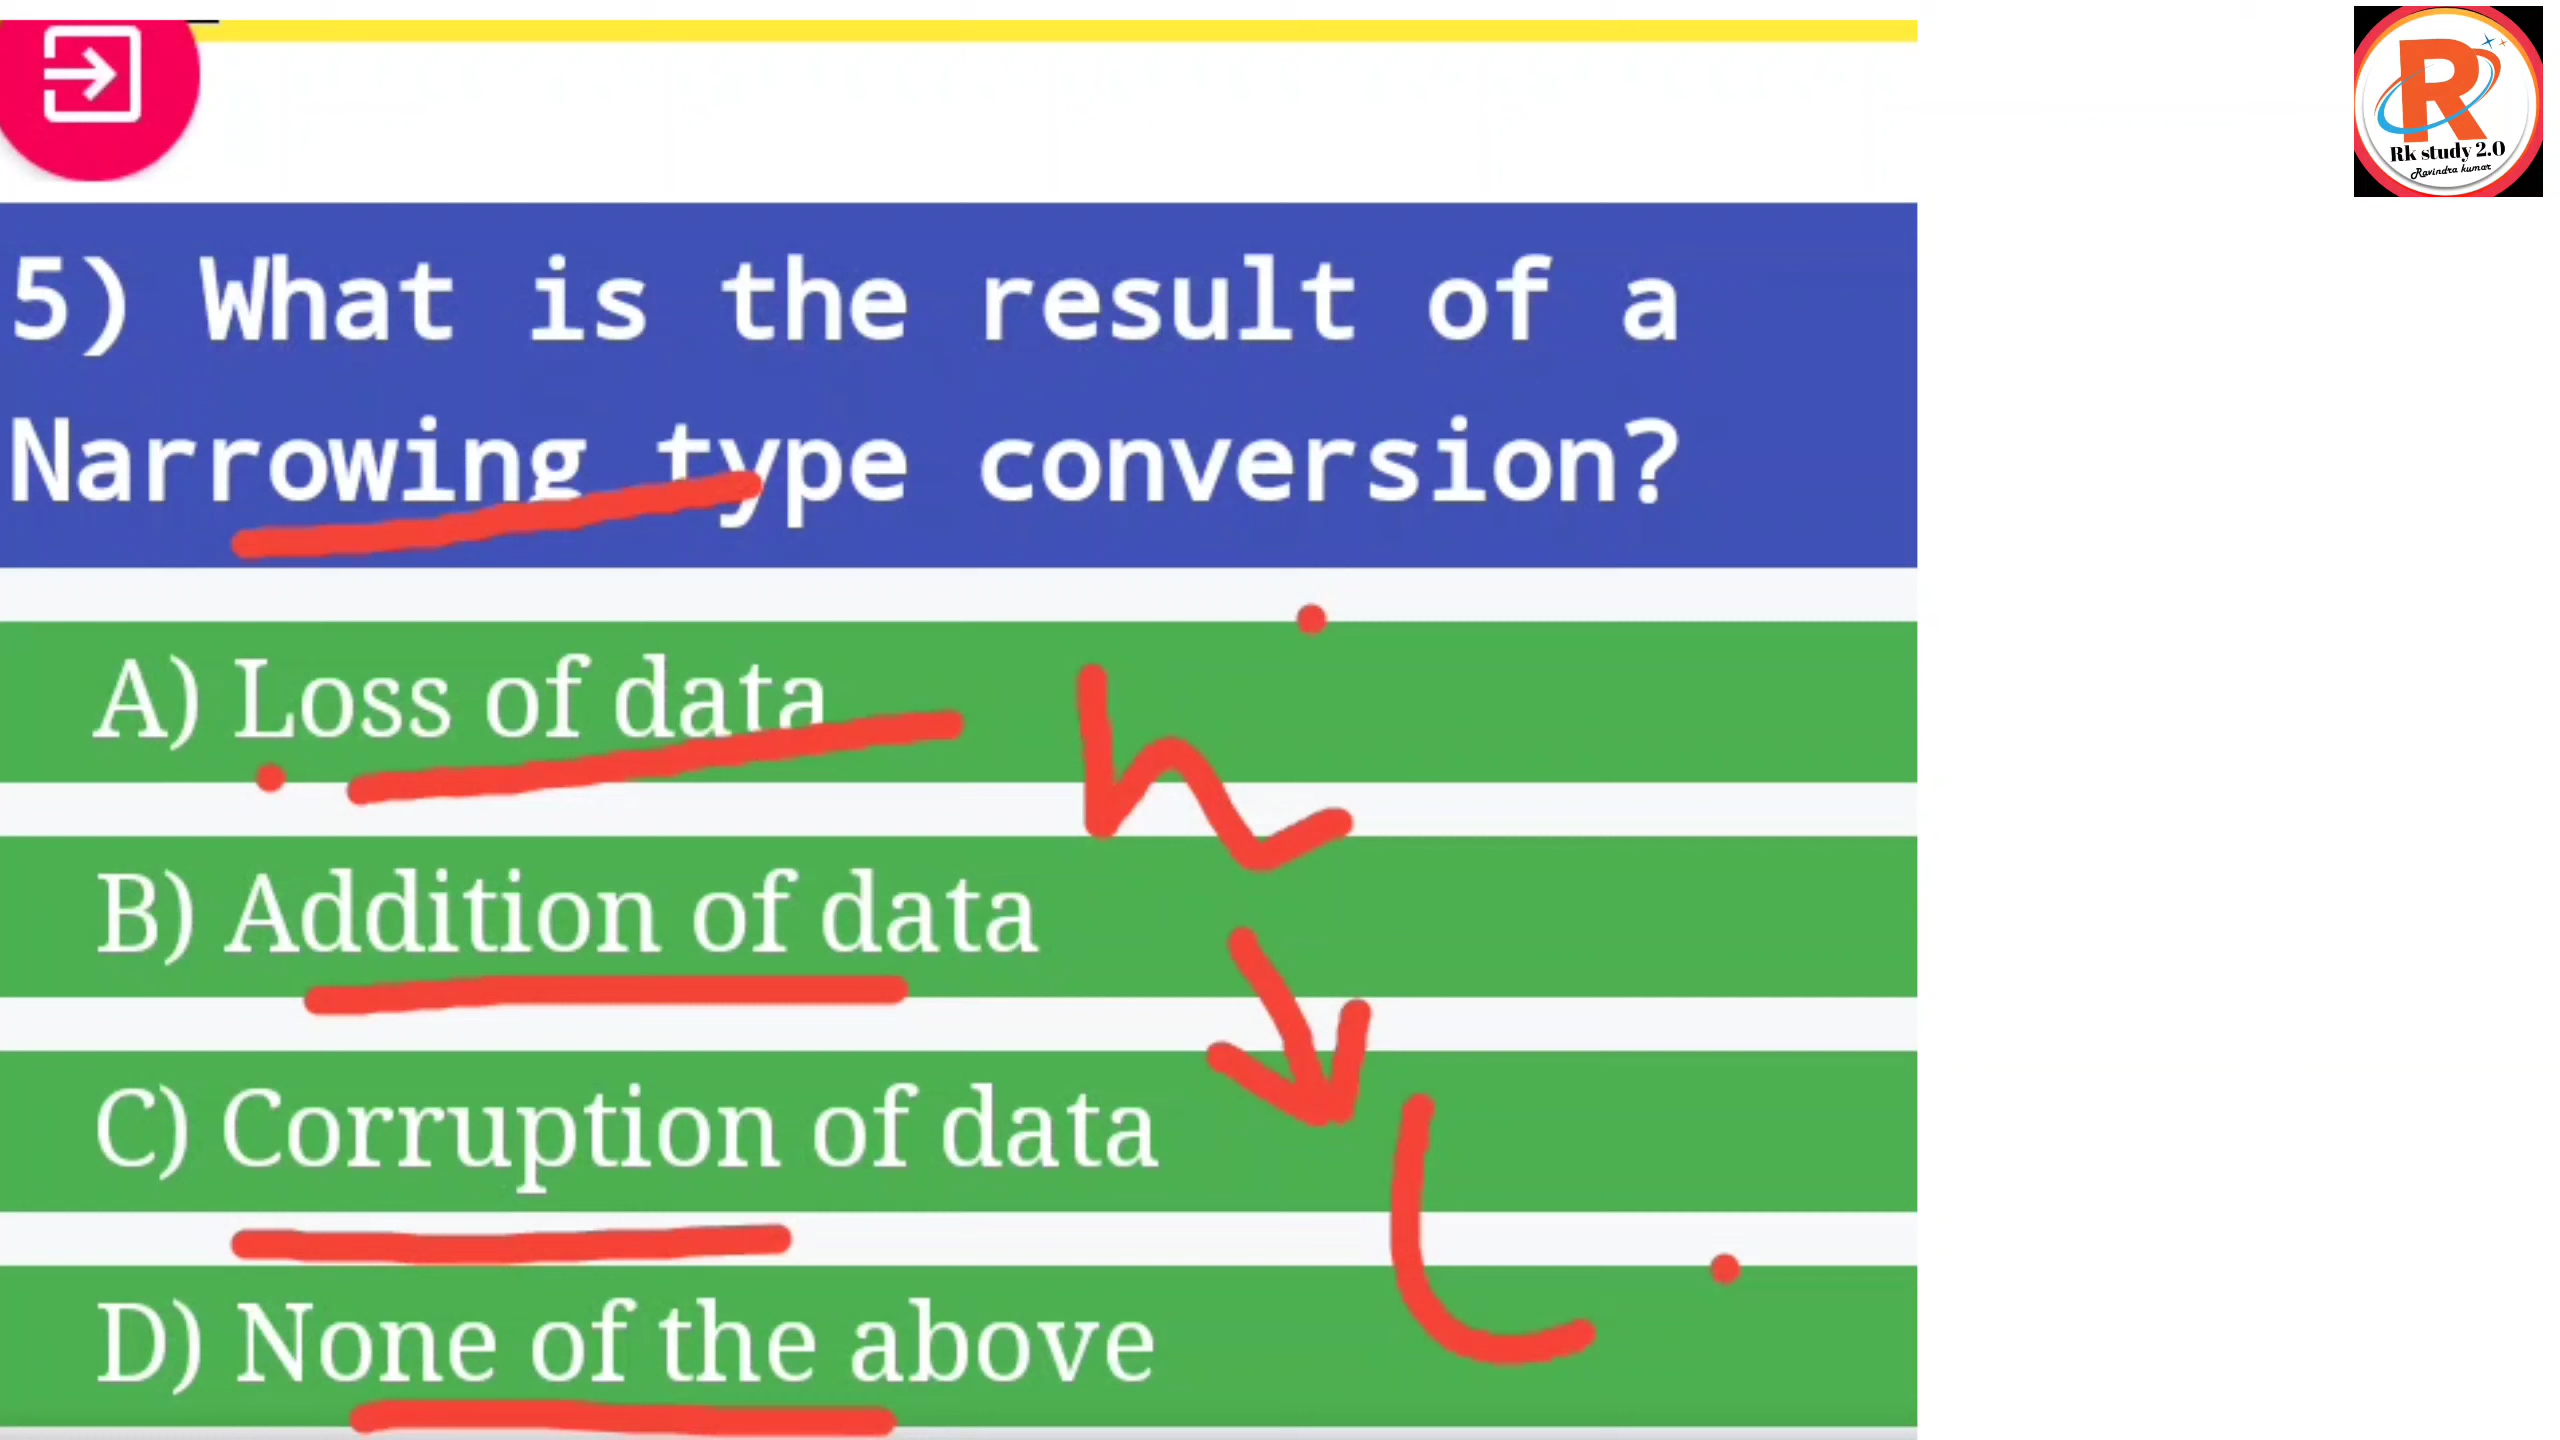 Rk study 2.0
Ravindra kumar
5) What is the result of a
Narrowing type conversion?
A) Loss of data
B) Addition of data
C) Corruption of data
D) None of the above